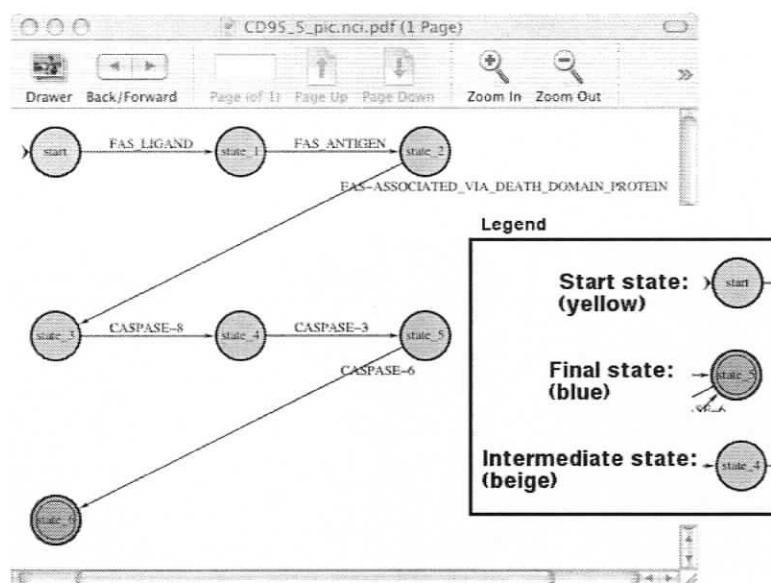 CD95_5_pic.nci.pdf (1 Page)
Drawer Back/Forward Page (of 1) Page Up Page Down Zoom In Zoom Out
start FAS_LIGAND state_1 FAS_ANTIGEN state_2
FAS-ASSOCIATED_VIA_DEATH_DOMAIN_PROTEIN
state_3 CASPASE-8 state_4 CASPASE-3 state_5
CASPASE-6
state_6
Legend
Start state:
(yellow)
start
Final state:
(blue)
state_5
Intermediate state:
(beige)
state_4